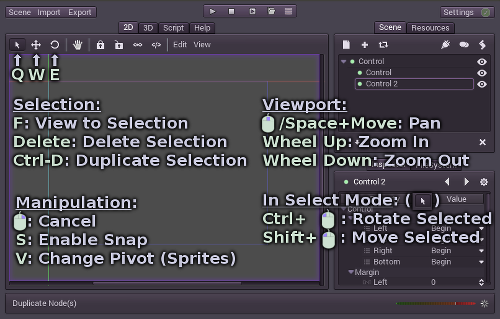 Scene Import Export
Settings
2D 3D Script Help
Scene Resources
Edit View
Q W E
Control
Control
Control 2
Selection:
F: View to Selection
Delete: Delete Selection
Ctrl-D: Duplicate Selection
Viewport:
/Space+Move: Pan
Wheel Up: Zoom In
Wheel Down: Zoom Out
Manipulation:
: Cancel
S: Enable Snap
V: Change Pivot (Sprites)
Control 2
In Select Mode: ( )
Value
Ctrl+ : Rotate Selected
Shift+ : Move Selected
Left Begin
Right Begin
Bottom Begin
Margin
Left 0
Duplicate Node(s)